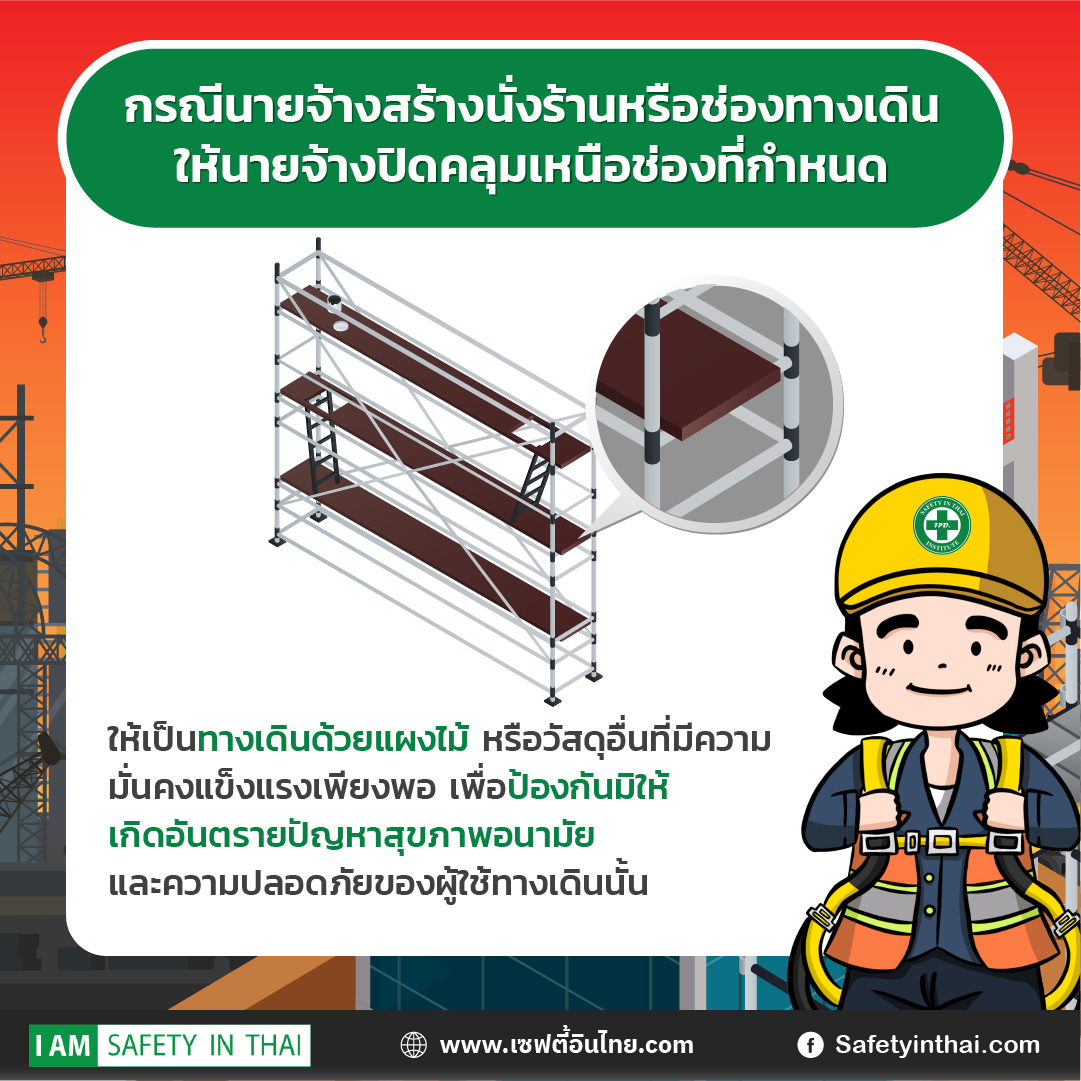 กรณีนายจ้างสร้างนั่งร้านหรือช่องทางเดิน
ให้นายจ้างปิดคลุมเหนือช่องที่กำหนด
SAFETY IN THAI
TPD.
INSTITUTE
ให้เป็นทางเดินด้วยแผงไม้ หรือวัสดุอื่นที่มีความ
มั่นคงแข็งแรงเพียงพอ เพื่อป้องกันมิให้
เกิดอันตรายปัญหาสุขภาพอนามัย
และความปลอดภัยของผู้ใช้ทางเดินนั้น
I AM SAFETY IN THAI
www.เซฟตี้อินไทย.com
Safetyinthai.com